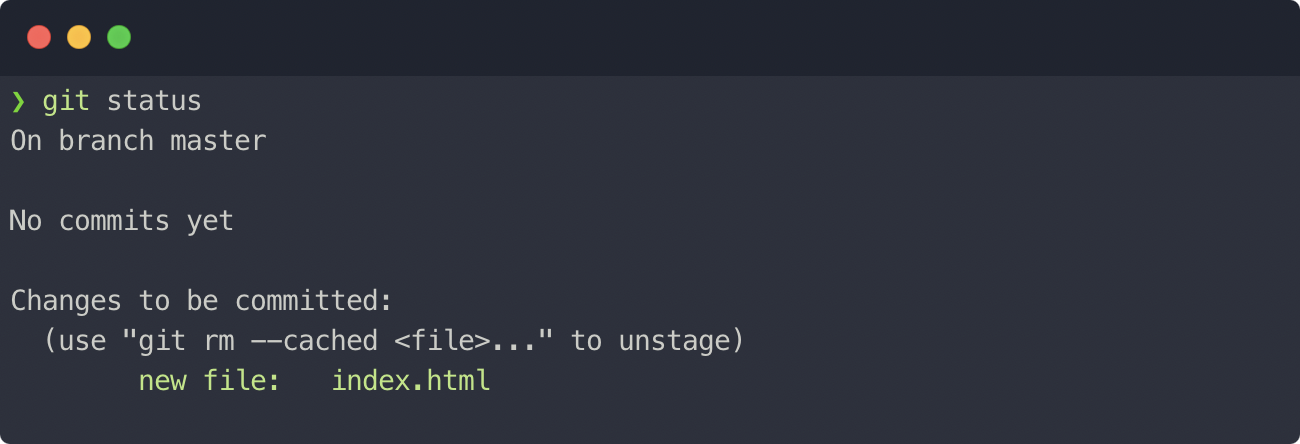 ❯ git status
On branch master

No commits yet

Changes to be committed:
  (use "git rm --cached <file>..." to unstage)
        new file:   index.html